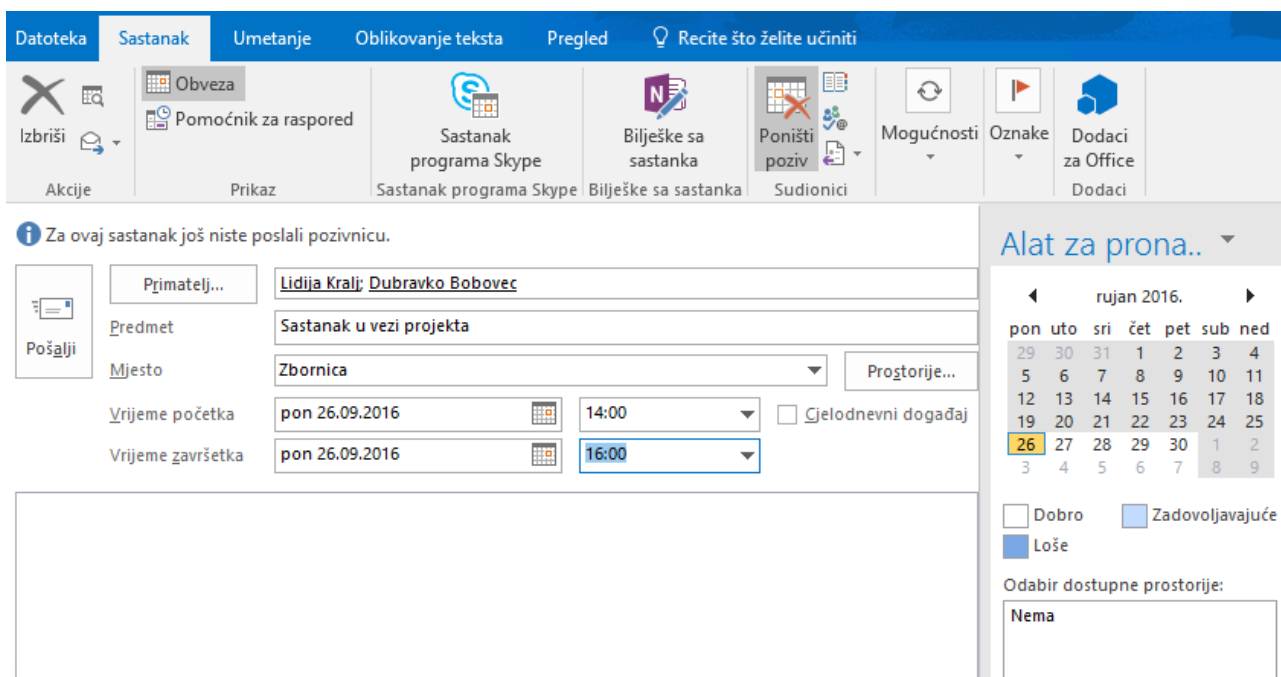 Datoteka Sastanak Umetanje Oblikovanje teksta Pregled Recite što želite učiniti
Izbriši
Obveza
Pomoćnik za raspored
Sastanak
programa Skype
Bilješke sa
sastanka
Poništi
poziv
Mogućnosti
Oznake
Dodaci
za Office
Akcije Prikaz Sastanak programa Skype Bilješke sa sastanka Sudionici Dodaci
Za ovaj sastanak još niste poslali pozivnicu.
Pošalji
Primatelj... Lidija Kralj; Dubravko Bobovec
Predmet Sastanak u vezi projekta
Mjesto Zbornica Prostorije...
Vrijeme početka pon 26.09.2016 14:00 Cjelodnevni događaj
Vrijeme završetka pon 26.09.2016 16:00
Alat za prona..
rujan 2016.
pon uto sri čet pet sub ned
29 30 31 1 2 3 4
5 6 7 8 9 10 11
12 13 14 15 16 17 18
19 20 21 22 23 24 25
26 27 28 29 30 1 2
3 4 5 6 7 8 9
Dobro Zadovoljavajuće
Loše
Odabir dostupne prostorije:
Nema